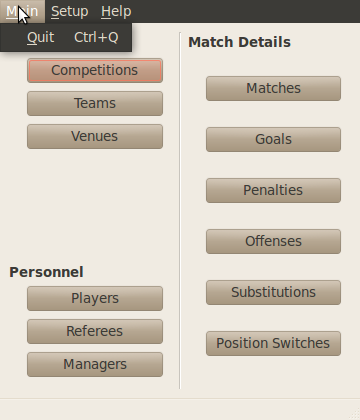 Main Setup Help
Quit Ctrl+Q
Competitions
Teams
Venues
Personnel
Players
Referees
Managers
Match Details
Matches
Goals
Penalties
Offenses
Substitutions
Position Switches